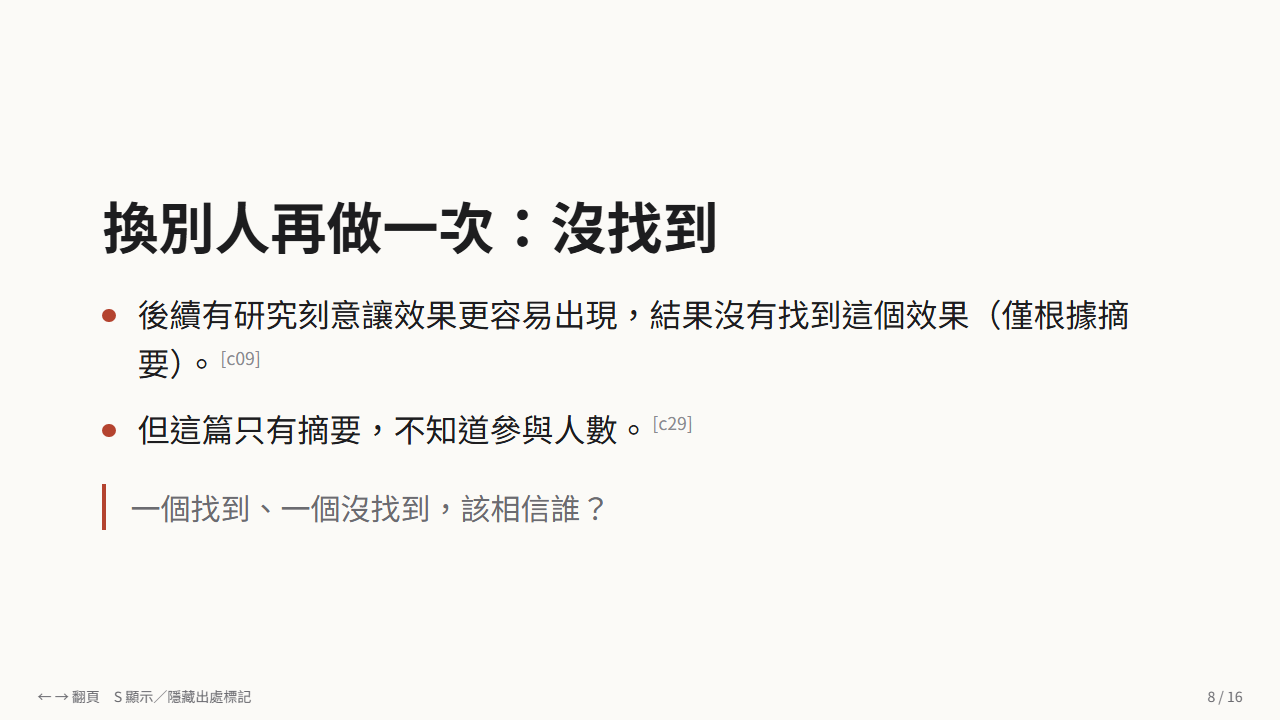 換別人再做一次：沒找到
後續有研究刻意讓效果更容易出現，結果沒有找到這個效果（僅根據摘
要）。[c09]
但這篇只有摘要，不知道參與人數。[c29]
一個找到、一個沒找到，該相信誰？
← → 翻頁　S 顯示／隱藏出處標記
8 / 16